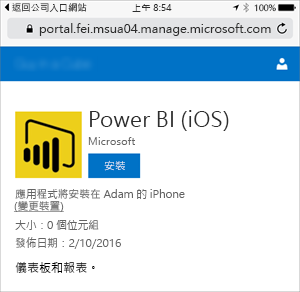 返回公司入口網站 上午 8:54 100%
portal.fei.msua04.manage.microsoft.com
Power BI (iOS)
Microsoft
安裝
應用程式將安裝在 Adam 的 iPhone
(變更裝置)
大小：0 個位元組
發佈日期：2/10/2016
儀表板和報表。